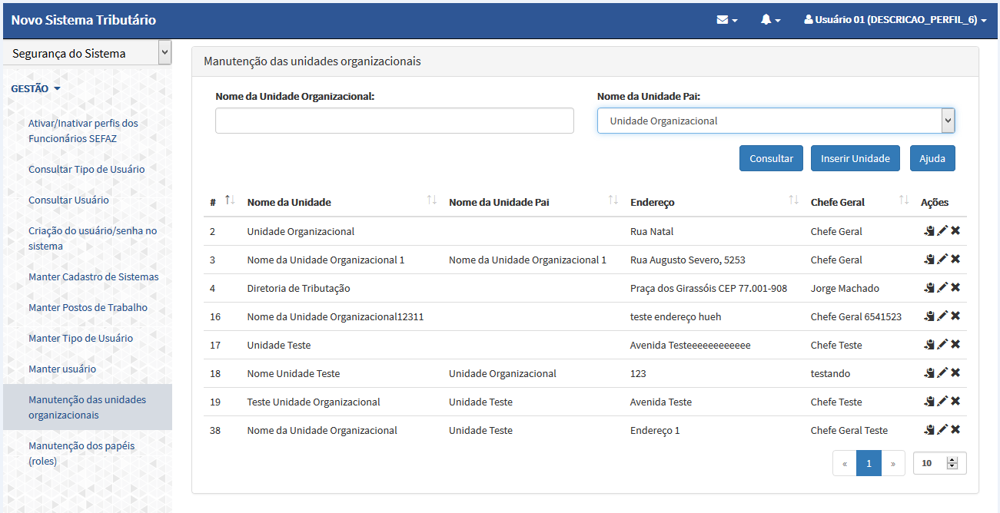 Novo Sistema Tributário
Usuário 01 (DESCRICAO_PERFIL_6)
Segurança do Sistema
GESTÃO
Ativar/Inativar perfis dos
Funcionários SEFAZ
Consultar Tipo de Usuário
Consultar Usuário
Criação do usuário/senha no
sistema
Manter Cadastro de Sistemas
Manter Postos de Trabalho
Manter Tipo de Usuário
Manter usuário
Manutenção das unidades
organizacionais
Manutenção dos papéis
(roles)
Manutenção das unidades organizacionais
Nome da Unidade Organizacional: Nome da Unidade Pai:
Unidade Organizacional
Consultar Inserir Unidade Ajuda
# Nome da Unidade Nome da Unidade Pai Endereço Chefe Geral Ações
2 Unidade Organizacional Rua Natal Chefe Geral
3 Nome da Unidade Organizacional 1 Nome da Unidade Organizacional 1 Rua Augusto Severo, 5253 Chefe Geral
4 Diretoria de Tributação Praça dos Girassóis CEP 77.001-908 Jorge Machado
16 Nome da Unidade Organizacional12311 teste endereço hueh Chefe Geral 6541523
17 Unidade Teste Avenida Testeeeeeeeeeeee Chefe Teste
18 Nome Unidade Teste Unidade Organizacional 123 testando
19 Teste Unidade Organizacional Unidade Teste Avenida Teste Chefe Teste
38 Nome da Unidade Organizacional Unidade Teste Endereço 1 Chefe Geral Teste
« 1 » 10